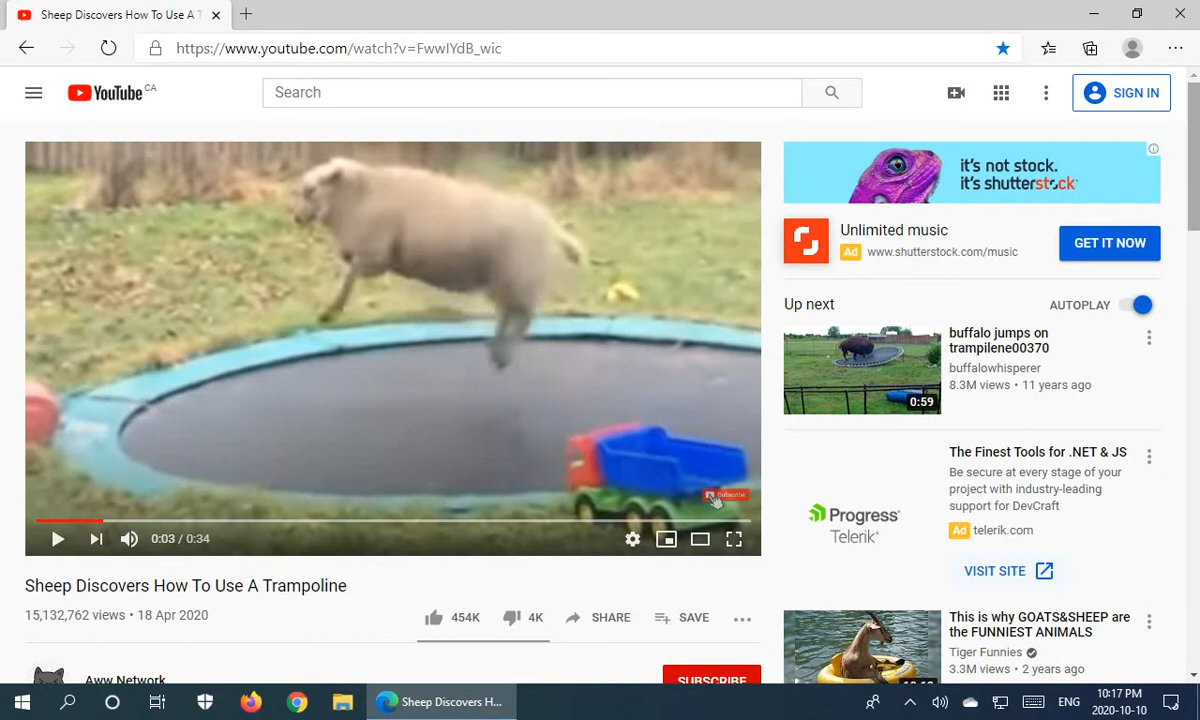 Sheep Discovers How To Use A T
https://www.youtube.com/watch?v=FwwIYdB_wic
YouTube CA
Search
SIGN IN
it's not stock.
it's shutterstock
Unlimited music
Ad www.shutterstock.com/music
GET IT NOW
Up next
AUTOPLAY
buffalo jumps on
trampilene00370
buffalowhisperer
8.3M views • 11 years ago
0:59
The Finest Tools for .NET & JS
Be secure at every stage of your
project with industry-leading
support for DevCraft
Ad telerik.com
Progress
Telerik
VISIT SITE
This is why GOATS&SHEEP are
the FUNNIEST ANIMALS
Tiger Funnies
3.3M views • 2 years ago
Subscribe
0:03 / 0:34
Sheep Discovers How To Use A Trampoline
15,132,762 views • 18 Apr 2020
454K
4K
SHARE
SAVE
Aww Network
SUBSCRIBE
Sheep Discovers H...
ENG
10:17 PM
2020-10-10